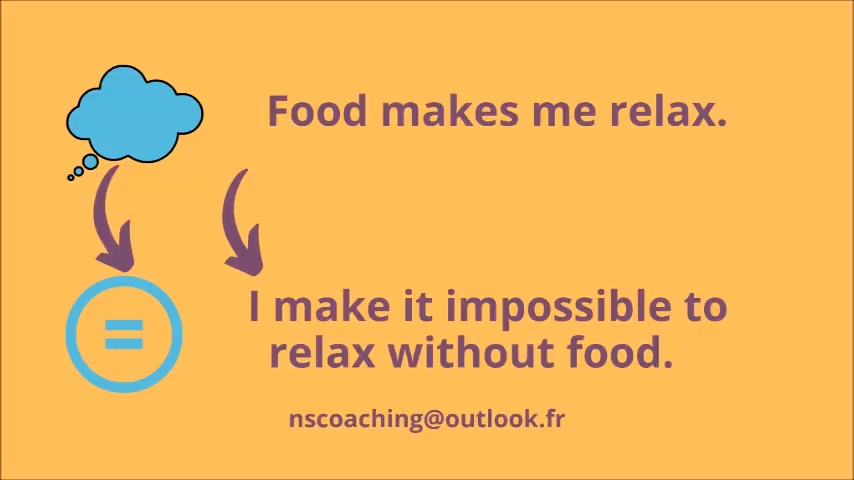 Food makes me relax.
=
I make it impossible to
relax without food.
nscoaching@outlook.fr